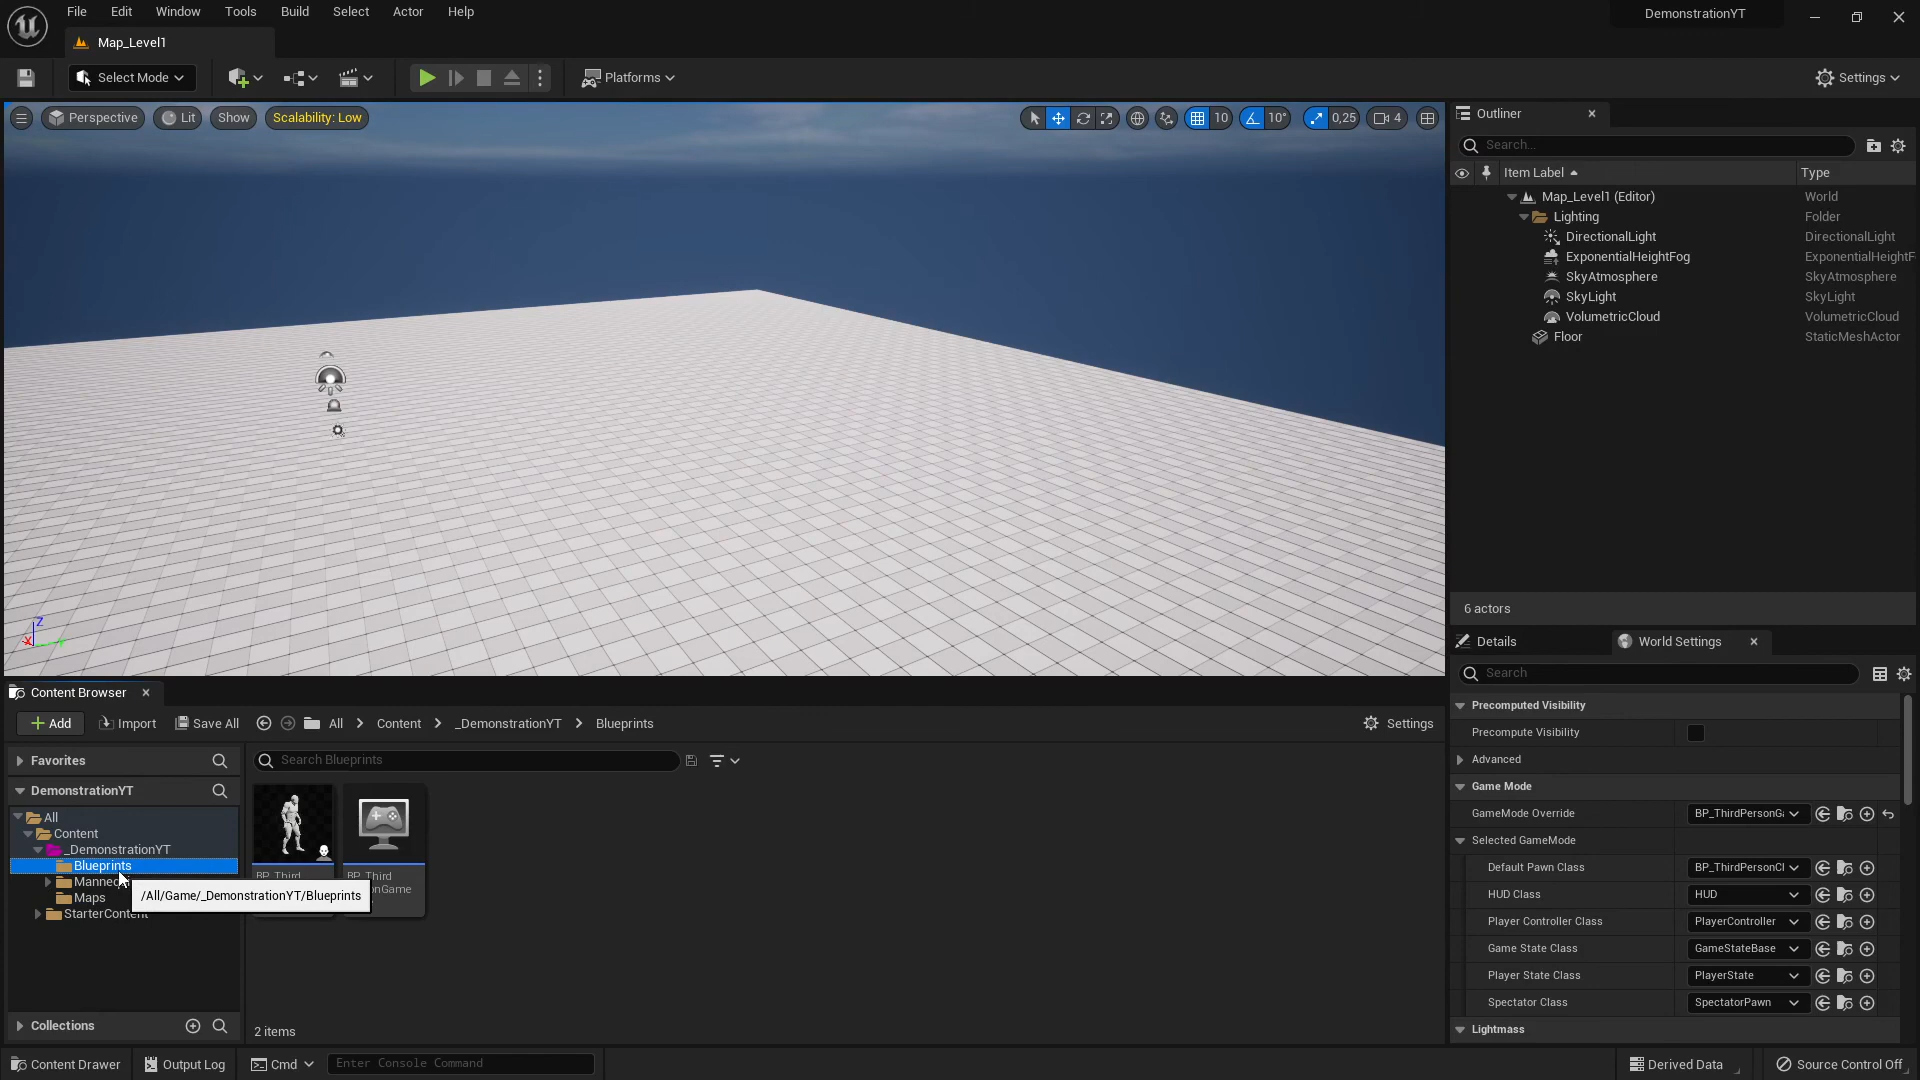 File Edit Window Tools Build Select Actor Help
DemonstrationYT
Map_Level1
Select Mode
Platforms
Settings
Perspective Lit Show Scalability: Low
10 10° 0,25 4
Outliner
Search...
Item Label Type
Map_Level1 (Editor) World
Lighting Folder
DirectionalLight DirectionalLight
ExponentialHeightFog ExponentialHeightF
SkyAtmosphere SkyAtmosphere
SkyLight SkyLight
VolumetricCloud VolumetricCloud
Floor StaticMeshActor
6 actors
Z
X
Details World Settings
Search
Precomputed Visibility
Precompute Visibility
Advanced
Game Mode
GameMode Override BP_ThirdPersonGa
Selected GameMode
Default Pawn Class BP_ThirdPersonCl
HUD Class HUD
Player Controller Class PlayerController
Game State Class GameStateBase
Player State Class PlayerState
Spectator Class SpectatorPawn
Lightmass
Content Browser
Add Import Save All All Content _DemonstrationYT Blueprints Settings
Favorites
Search Blueprints
DemonstrationYT
All
Content
_DemonstrationYT
Blueprints
Maps
StarterContent
/All/Game/_DemonstrationYT/Blueprints
BP_Third
BP_Third
onGame
2 items
Collections
Content Drawer Output Log Cmd Enter Console Command
Derived Data Source Control Off